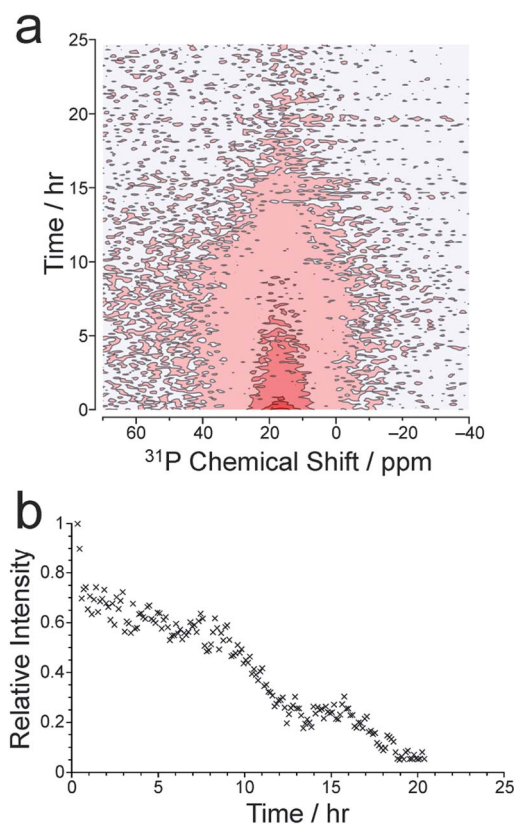 a
25
20
15
10
5
0
Time / hr
60 40 20 0 –20 –40
³¹P Chemical Shift / ppm
b
1
0.8
0.6
0.4
0.2
0
Relative Intensity
0 5 10 15 20 25
Time / hr